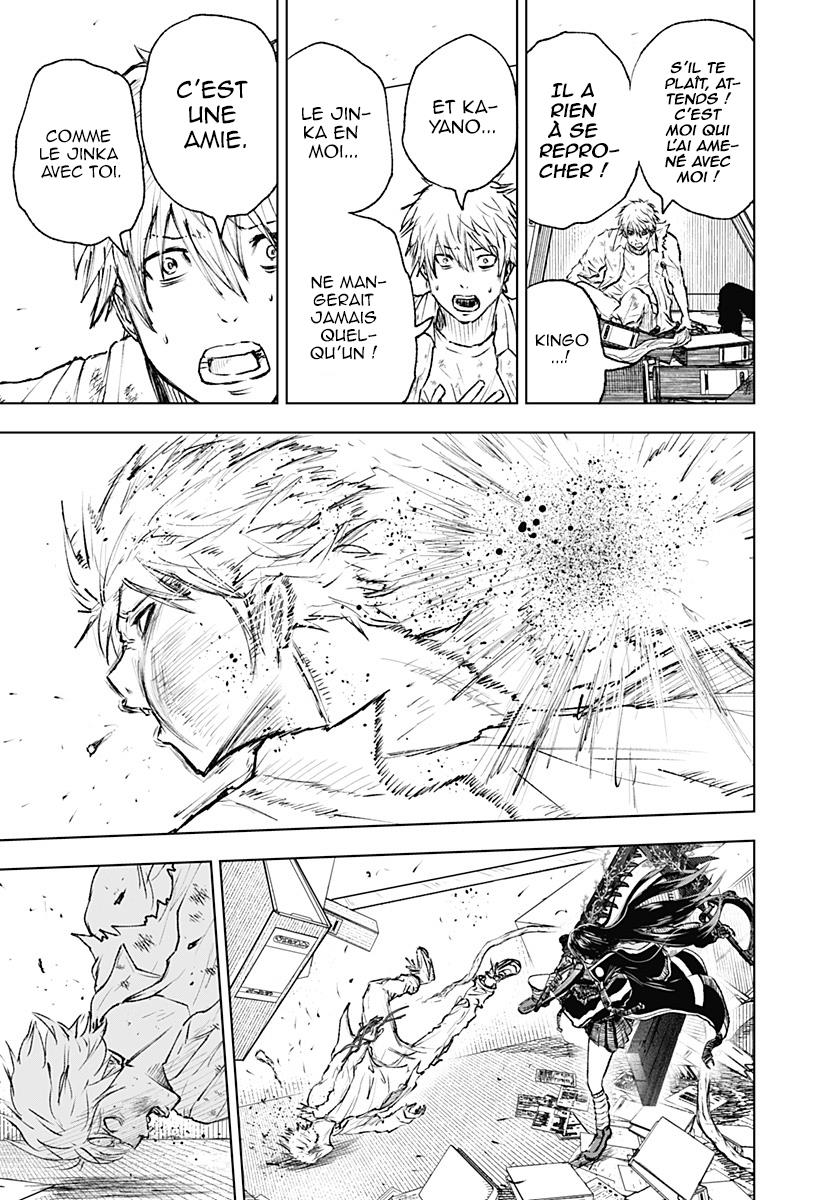 S'IL TE
PLAÎT, AT-
TENDS !
C'EST
MOI QUI
L'AI AME-
NÉ AVEC
MOI !
IL A
RIEN
À SE
REPRO-
CHER !
KINGO
...!
ET KA-
YANO...
LE JIN-
KA EN
MOI...
NE MAN-
GERAIT
JAMAIS
QUEL-
QU'UN !
C'EST
UNE
AMIE.
COMME
LE JINKA
AVEC TOI.